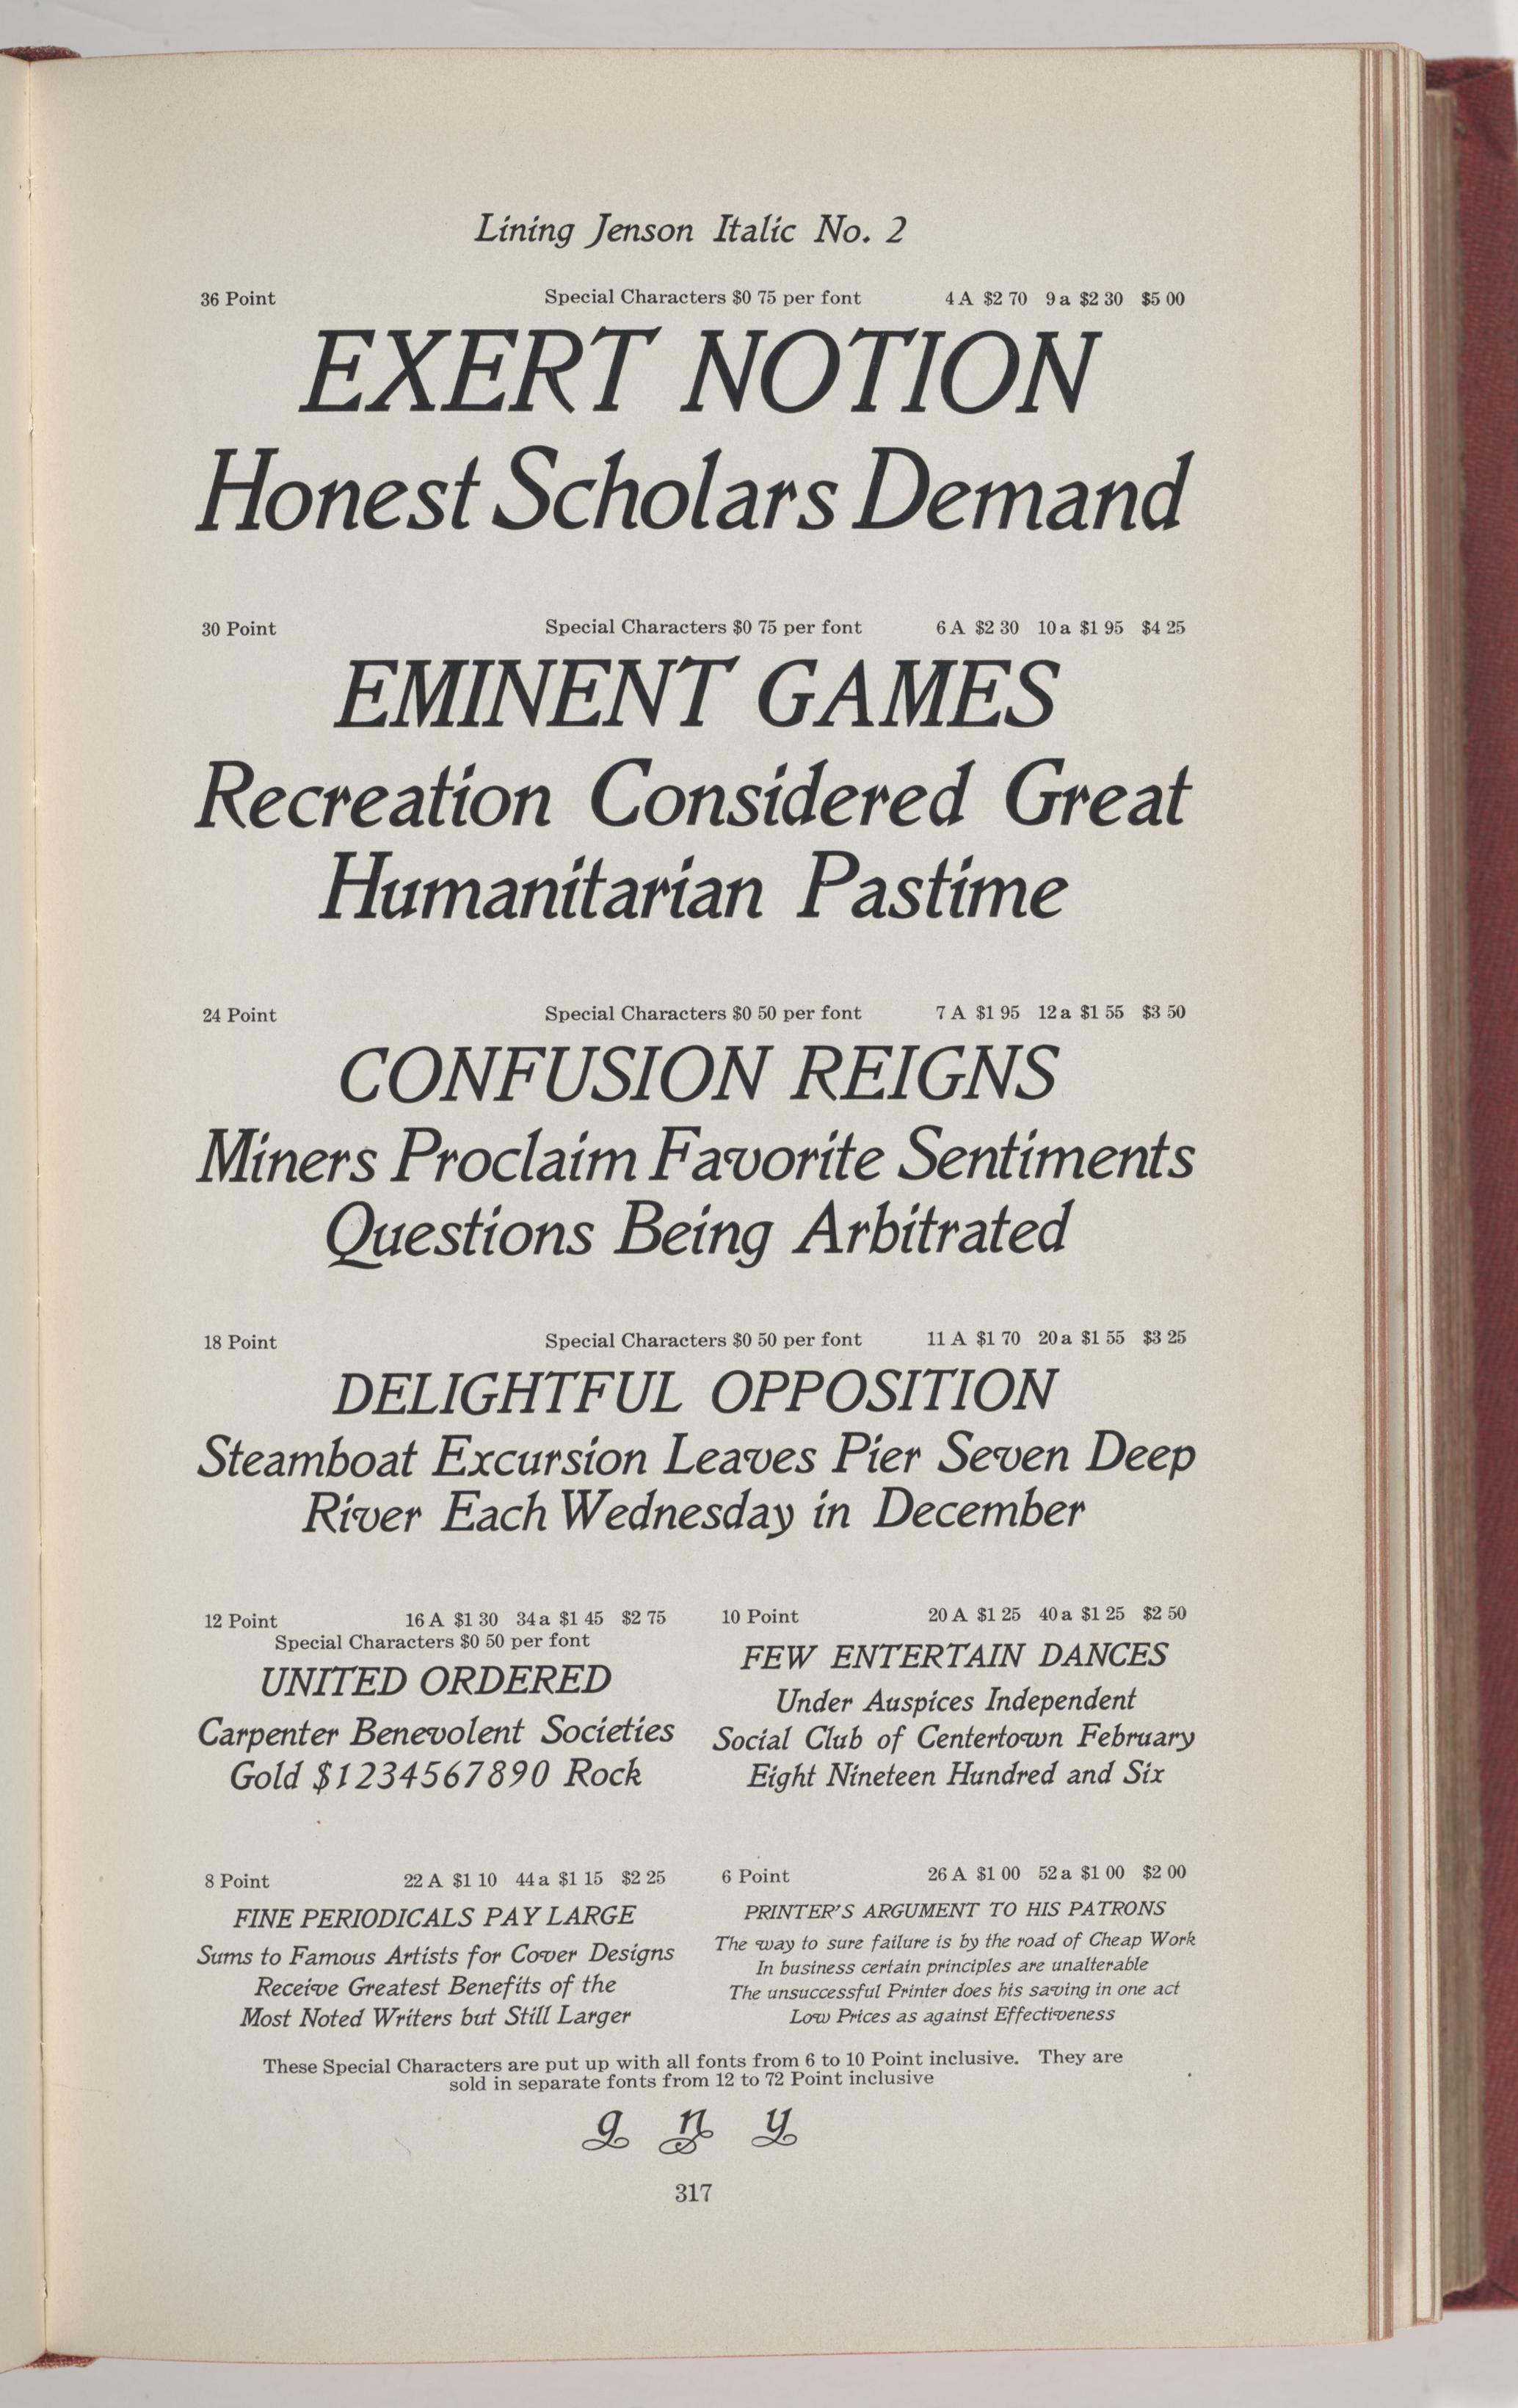 Lining Jenson Italic No. 2
36 Point Special Characters $0 75 per font 4 A $2 70 9 a $2 30 $5 00
EXERT NOTION
Honest Scholars Demand
30 Point Special Characters $0 75 per font 6 A $2 30 10 a $1 95 $4 25
EMINENT GAMES
Recreation Considered Great
Humanitarian Pastime
24 Point Special Characters $0 50 per font 7 A $1 95 12 a $1 55 $3 50
CONFUSION REIGNS
Miners Proclaim Favorite Sentiments
Questions Being Arbitrated
18 Point Special Characters $0 50 per font 11 A $1 70 20 a $1 55 $3 25
DELIGHTFUL OPPOSITION
Steamboat Excursion Leaves Pier Seven Deep
River Each Wednesday in December
12 Point 16 A $1 30 34 a $1 45 $2 75
Special Characters $0 50 per font
UNITED ORDERED
Carpenter Benevolent Societies
Gold $1234567890 Rock
10 Point 20 A $1 25 40 a $1 25 $2 50
FEW ENTERTAIN DANCES
Under Auspices Independent
Social Club of Centertown February
Eight Nineteen Hundred and Six
8 Point 22 A $1 10 44 a $1 15 $2 25
FINE PERIODICALS PAY LARGE
Sums to Famous Artists for Cover Designs
Receive Greatest Benefits of the
Most Noted Writers but Still Larger
6 Point 26 A $1 00 52 a $1 00 $2 00
PRINTER'S ARGUMENT TO HIS PATRONS
The way to sure failure is by the road of Cheap Work
In business certain principles are unalterable
The unsuccessful Printer does his saving in one act
Low Prices as against Effectiveness
These Special Characters are put up with all fonts from 6 to 10 Point inclusive. They are
sold in separate fonts from 12 to 72 Point inclusive
g n y
317